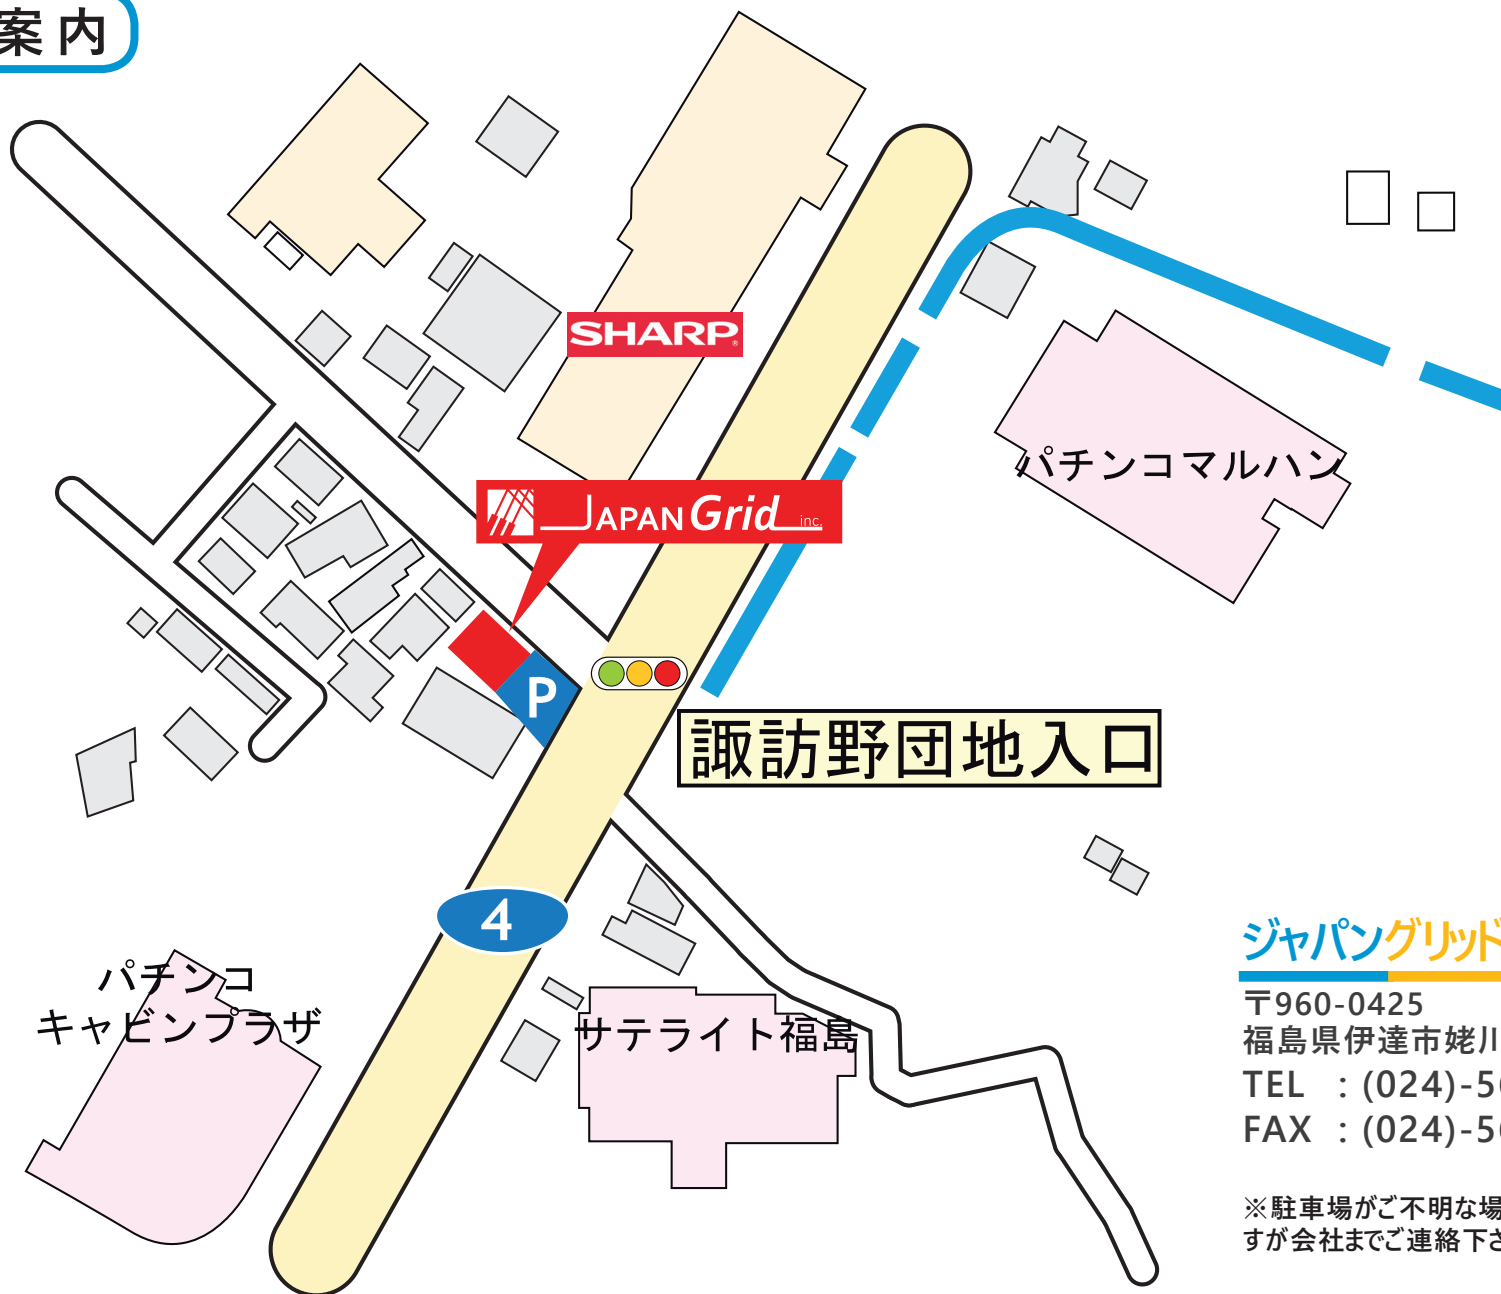 案内
SHARP
JAPAN Grid inc.
パチンコマルハン
P
諏訪野団地入口
4
パチンコ
キャビンプラザ
サテライト福島
ジャパングリッド
〒960-0425
福島県伊達市姥川
TEL : (024)-5
FAX : (024)-5
※駐車場がご不明な場
すが会社までご連絡下さ